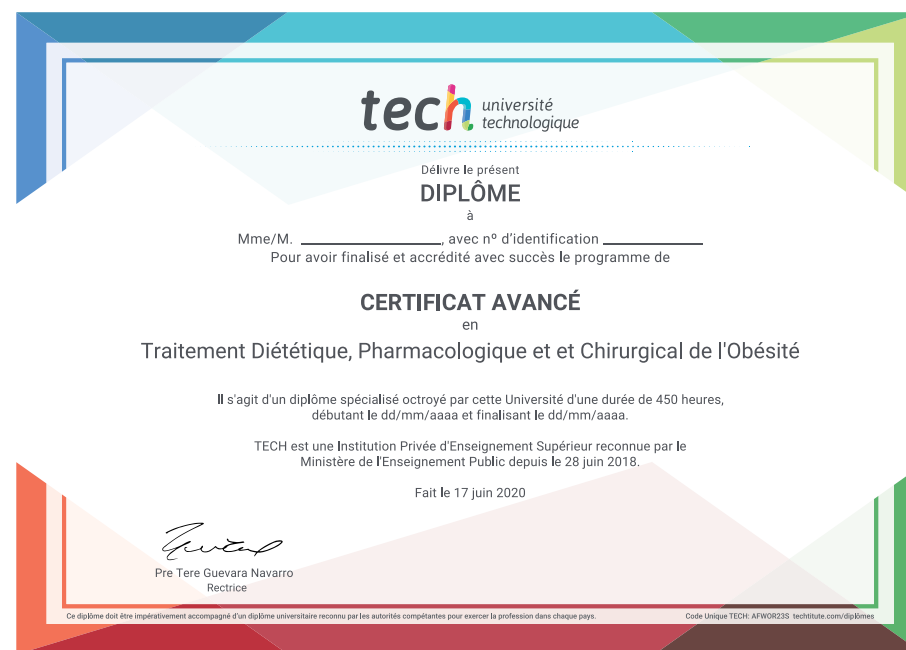 tech université
technologique
Délivre le présent
DIPLÔME
à
Mme/M. ____________________, avec nº d'identification ______________
Pour avoir finalisé et accrédité avec succès le programme de
CERTIFICAT AVANCÉ
en
Traitement Diététique, Pharmacologique et et Chirurgical de l'Obésité
Il s'agit d'un diplôme spécialisé octroyé par cette Université d'une durée de 450 heures,
débutant le dd/mm/aaaa et finalisant le dd/mm/aaaa.
TECH est une Institution Privée d'Enseignement Supérieur reconnue par le
Ministère de l'Enseignement Public depuis le 28 juin 2018.
Fait le 17 juin 2020
Pre Tere Guevara Navarro
Rectrice
Ce diplôme doit être impérativement accompagné d'un diplôme universitaire reconnu par les autorités compétantes pour exercer la profession dans chaque pays.
Code Unique TECH: AFWOR23S techtitute.com/diplômes